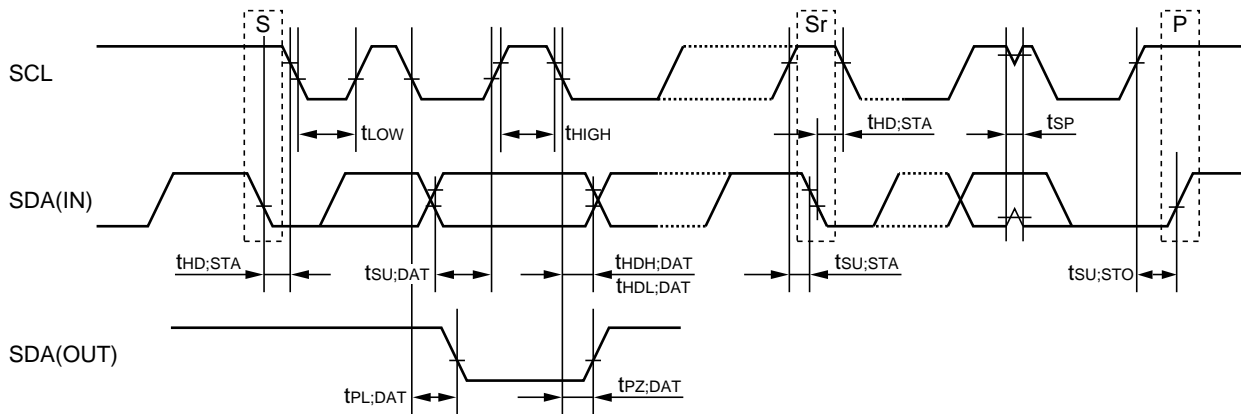 S Sr P
SCL
tLOW tHIGH tHD;STA tSP
SDA(IN)
tHD;STA tSU;DAT tHDH;DAT tSU;STA tSU;STO
tHDL;DAT
SDA(OUT)
tPL;DAT tPZ;DAT